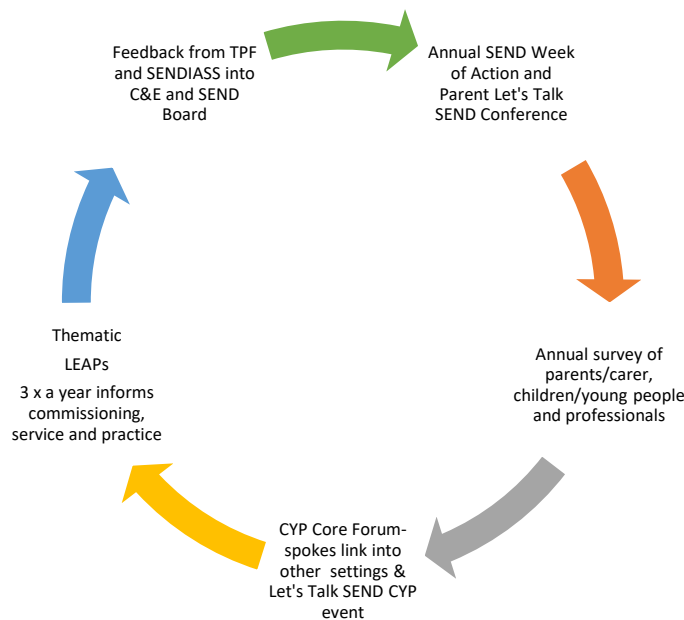 Feedback from TPF
and SENDIASS into
C&E and SEND
Board
Annual SEND Week
of Action and
Parent Let's Talk
SEND Conference
Annual survey of
parents/carer,
children/young people
and professionals
CYP Core Forum-
spokes link into
other settings &
Let's Talk SEND CYP
event
Thematic
LEAPs
3 x a year informs
commissioning,
service and practice